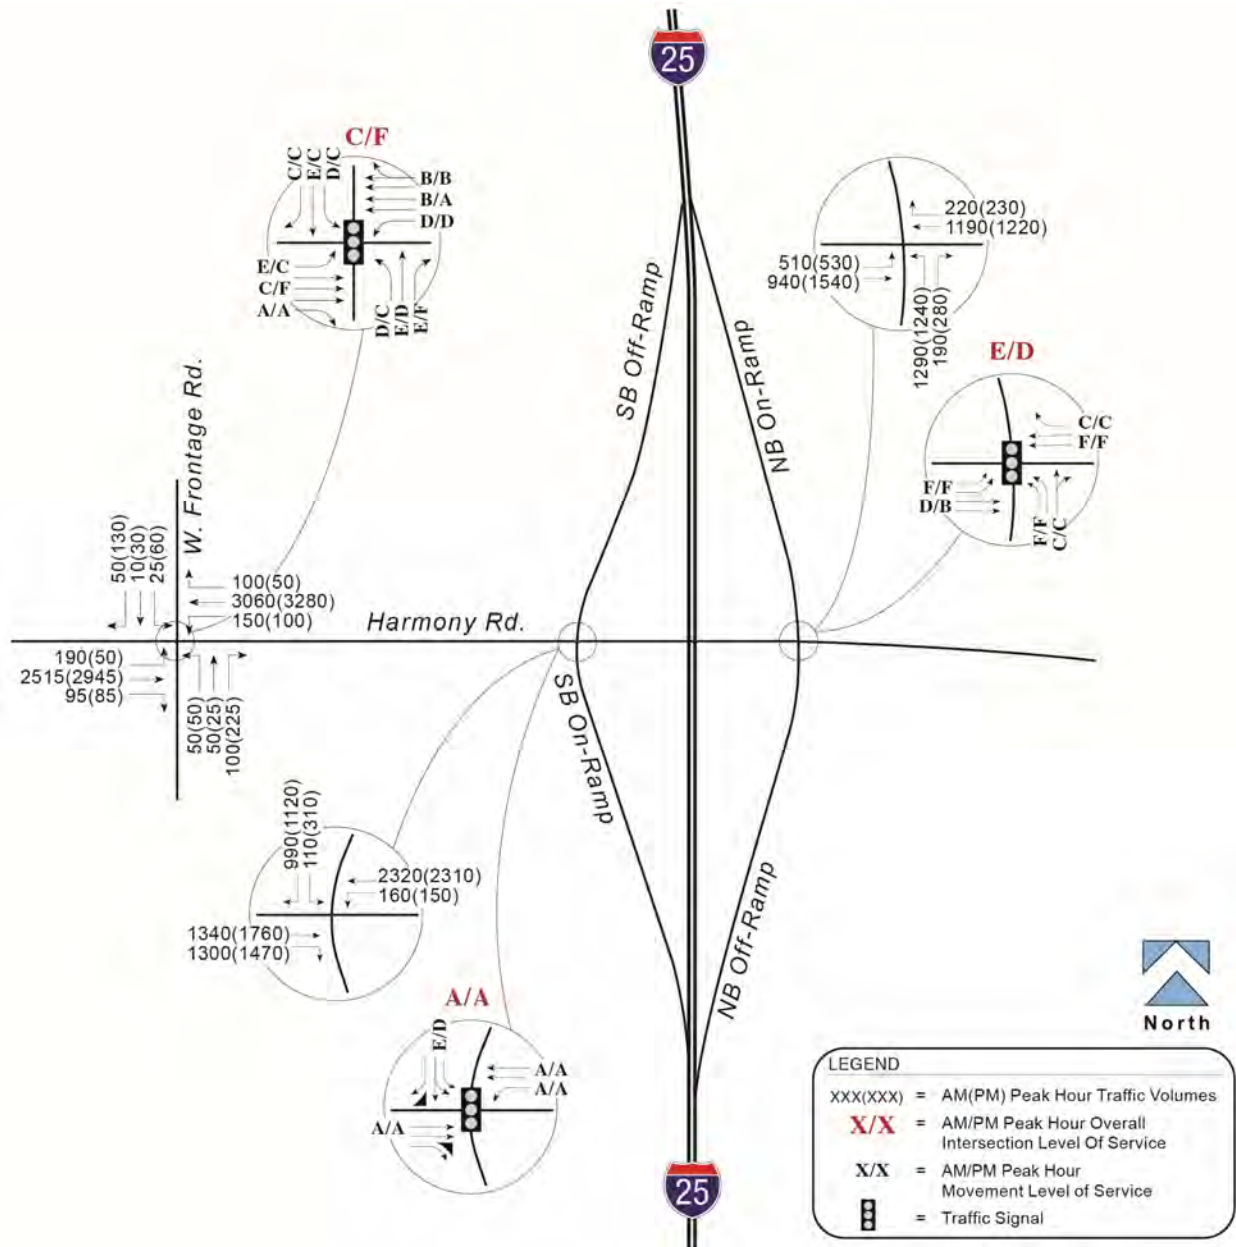 25
C/F
C/C
E/C
D/C
B/B
B/A
D/D
E/C
C/F
A/A
D/C
E/D
E/F
220(230)
1190(1220)
510(530)
940(1540)
1290(1240)
190(280)
E/D
C/C
F/F
F/F
D/B
F/F
C/C
SB Off-Ramp
NB On-Ramp
W. Frontage Rd.
50(130)
10(30)
25(60)
100(50)
3060(3280)
150(100)
Harmony Rd.
190(50)
2515(2945)
95(85)
50(50)
50(25)
100(225)
SB On-Ramp
NB Off-Ramp
990(1120)
110(310)
2320(2310)
160(150)
1340(1760)
1300(1470)
A/A
E/D
A/A
A/A
A/A
25
North
LEGEND
XXX(XXX) = AM(PM) Peak Hour Traffic Volumes
X/X = AM/PM Peak Hour Overall
Intersection Level Of Service
X/X = AM/PM Peak Hour
Movement Level of Service
= Traffic Signal